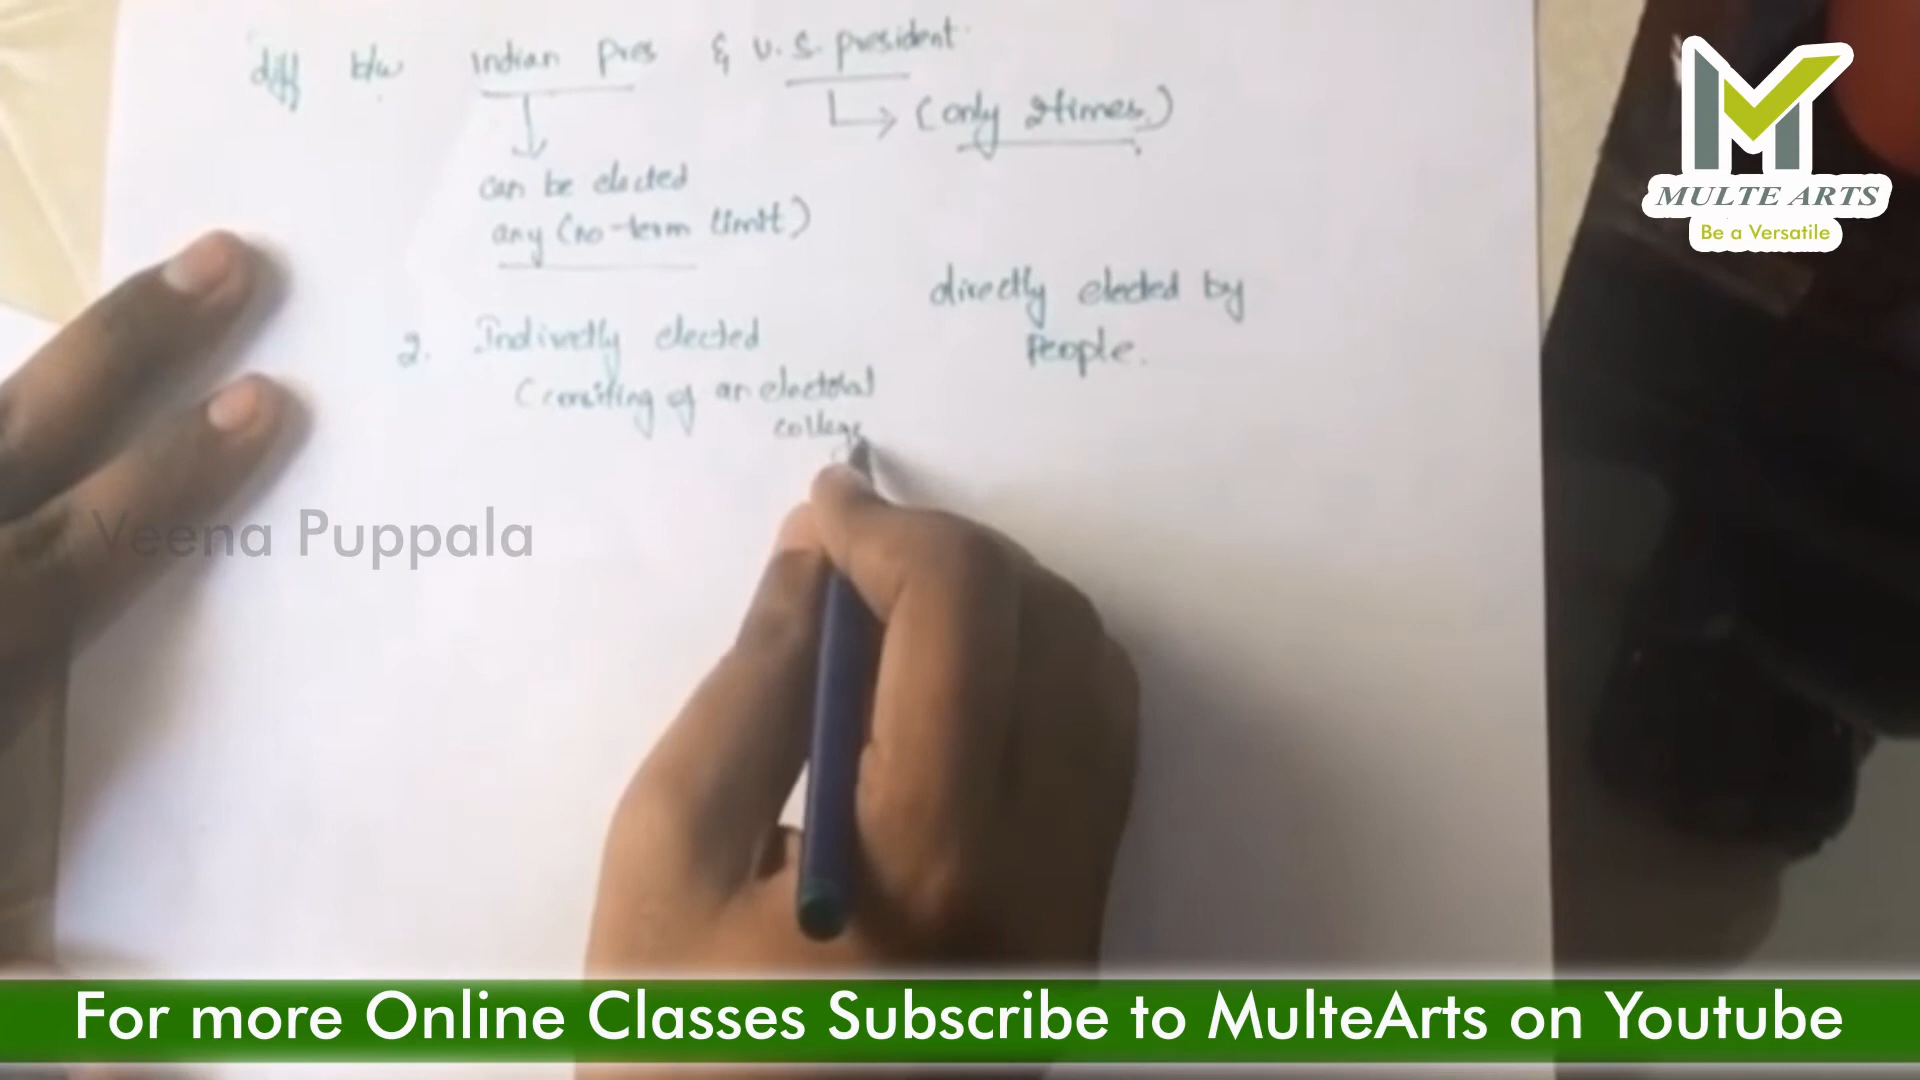 diff b/w Indian pres & U.S. president.
(only 2times.)
can be elected
any (no-term limit)
directly elected by
People.
2. Indirectly elected
(consiting of an electoral
college
MULTE ARTS
Be a Versatile
Veena Puppala
For more Online Classes Subscribe to MulteArts on Youtube